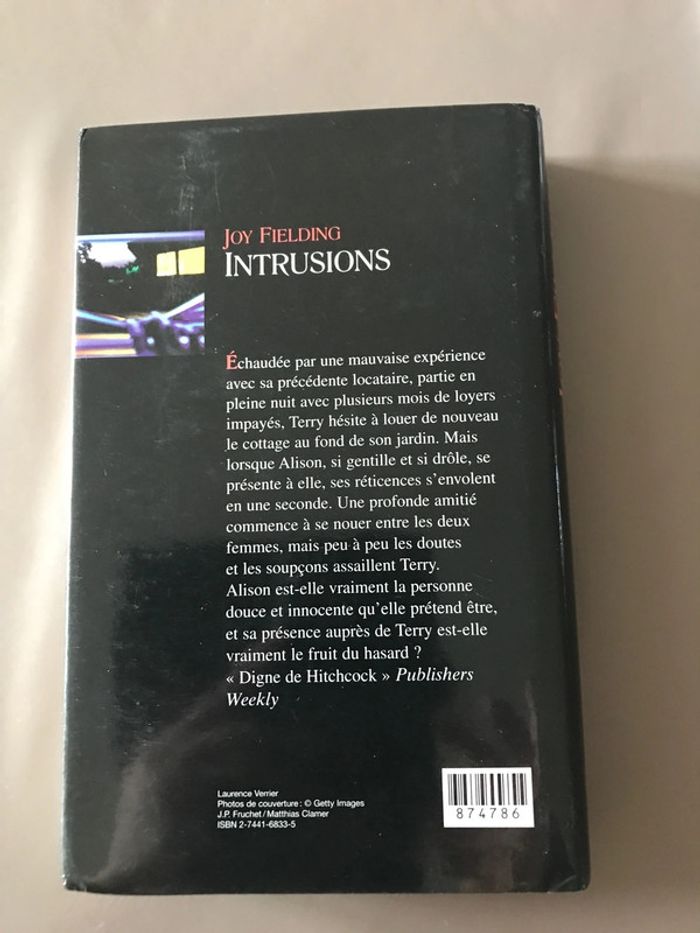 JOY FIELDING
INTRUSIONS
Échaudée par une mauvaise expérience
avec sa précédente locataire, partie en
pleine nuit avec plusieurs mois de loyers
impayés, Terry hésite à louer de nouveau
le cottage au fond de son jardin. Mais
lorsque Alison, si gentille et si drôle, se
présente à elle, ses réticences s'envolent
en une seconde. Une profonde amitié
commence à se nouer entre les deux
femmes, mais peu à peu les doutes
et les soupçons assaillent Terry.
Alison est-elle vraiment la personne
douce et innocente qu'elle prétend être,
et sa présence auprès de Terry est-elle
vraiment le fruit du hasard ?
« Digne de Hitchcock » Publishers
Weekly
Laurence Verrier
Photos de couverture : © Getty Images
J.P. Fruchet / Matthias Clamer
ISBN 2-7441-6833-5
874786